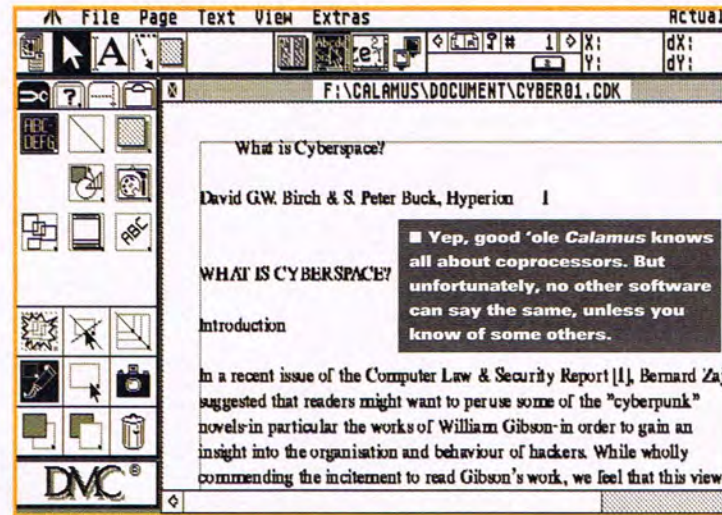 File Page Text View Extras Actua
# 1 X: dX:
Y: dY:
F:\CALAMUS\DOCUMENT\CYBER01.CDK
ABC-
DEFG
ABC
What is Cyberspace?
David G.W. Birch & S. Peter Buck, Hyperion 1
■ Yep, good 'ole Calamus knows
all about coprocessors. But
unfortunately, no other software
can say the same, unless you
know of some others.
WHAT IS CYBERSPACE?
Introduction
In a recent issue of the Computer Law & Security Report [1], Bernard Za
suggested that readers might want to peruse some of the "cyberpunk"
novels-in particular the works of William Gibson-in order to gain an
insight into the organisation and behaviour of hackers. While wholly
commending the incitement to read Gibson's work, we feel that this view
DMC®